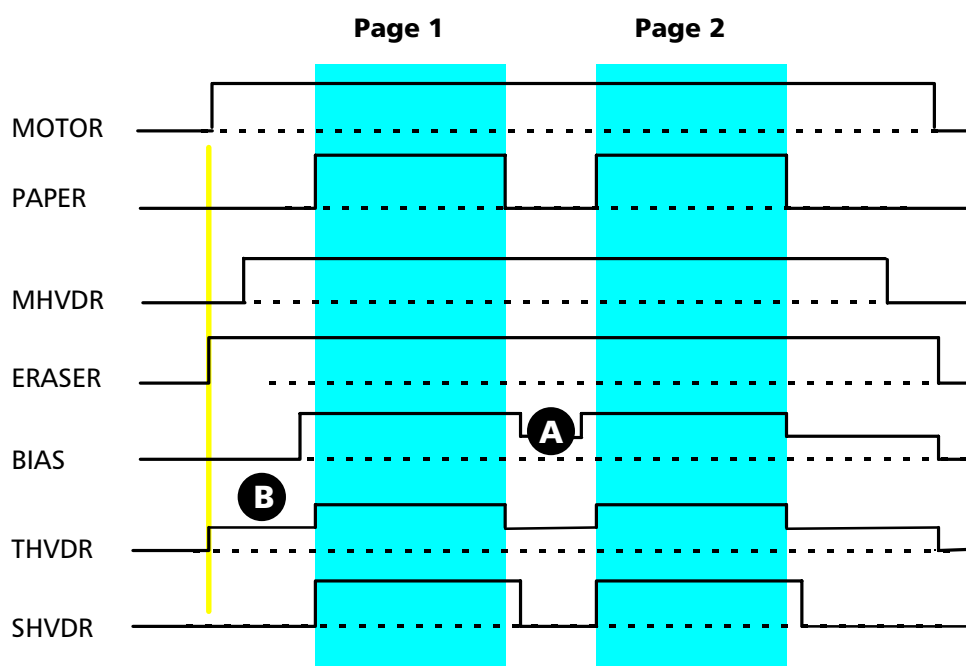 Page 1 Page 2
MOTOR
PAPER
MHVDR
ERASER
A
BIAS
B
THVDR
SHVDR